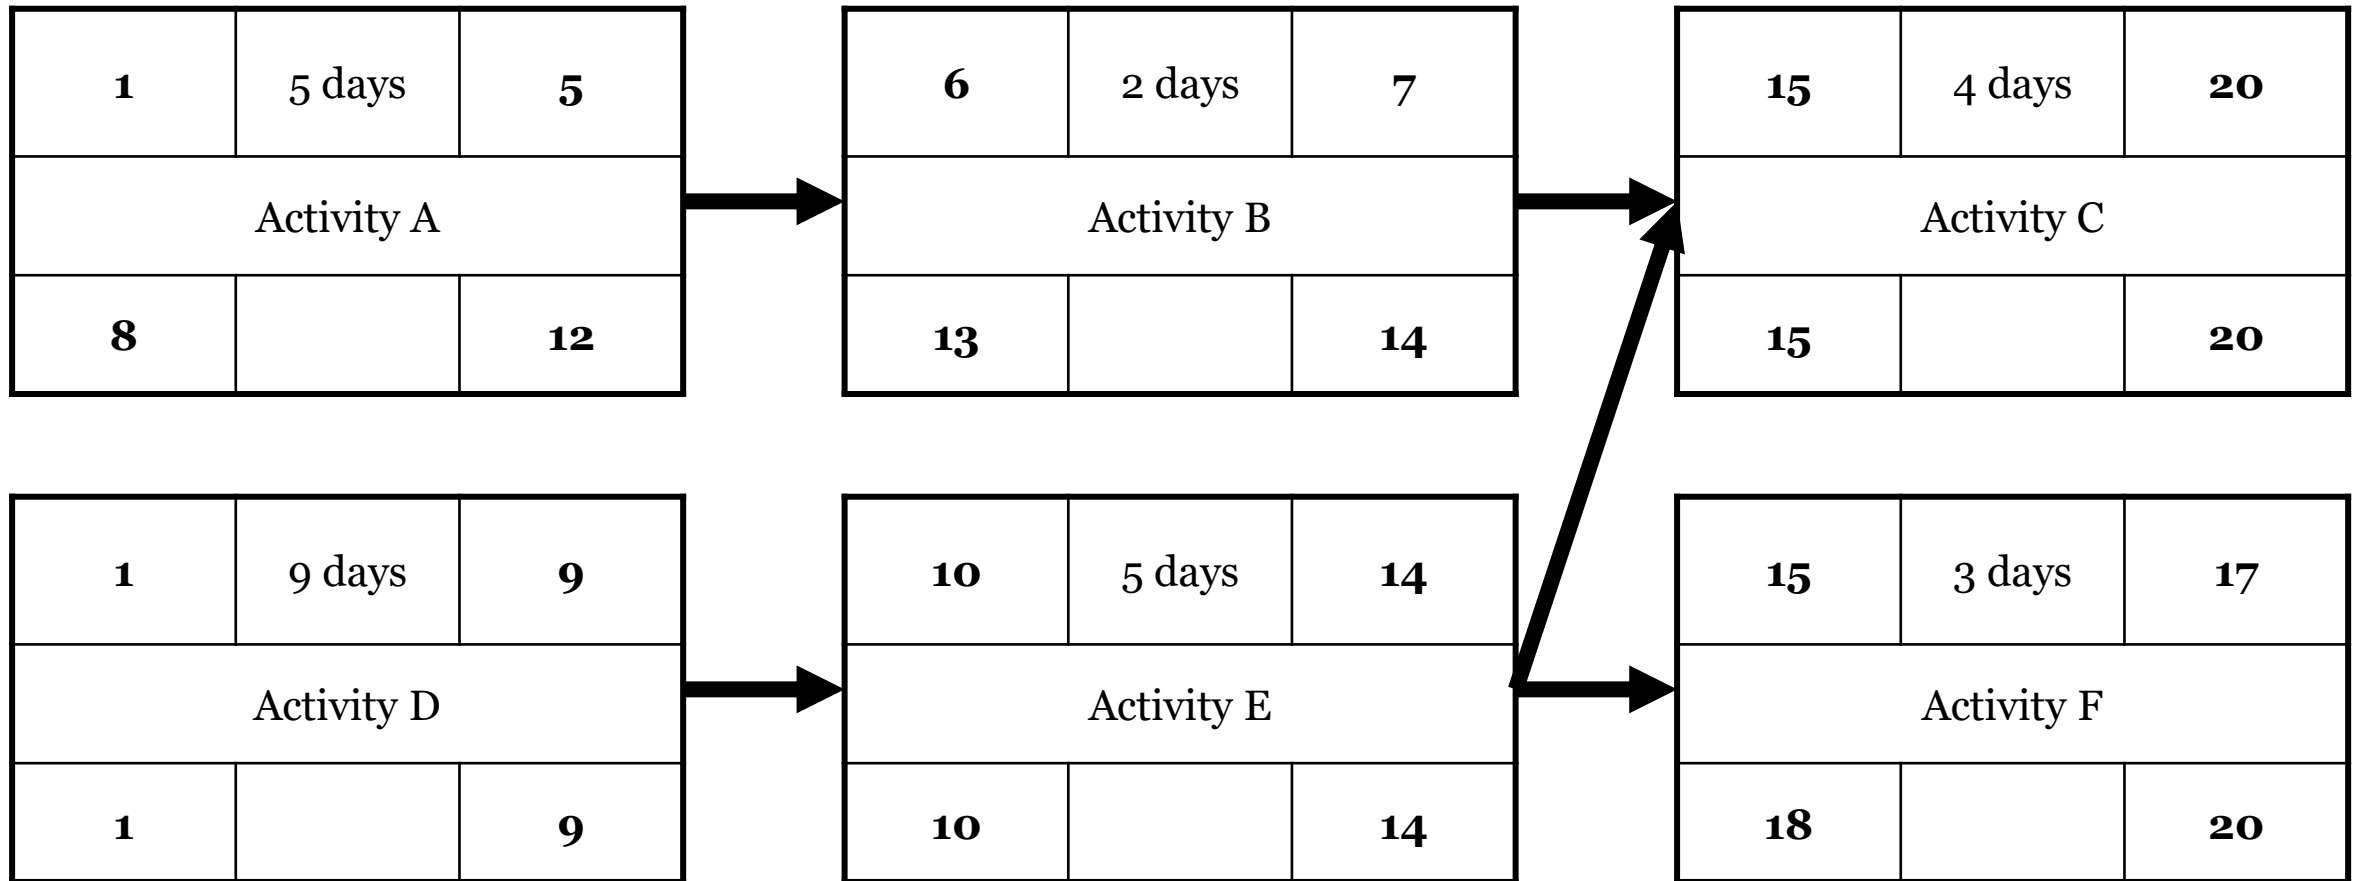 1 5 days 5 6 2 days 7 15 4 days 20
Activity A Activity B Activity C
8 12 13 14 15 20
1 9 days 9 10 5 days 14 15 3 days 17
Activity D Activity E Activity F
1 9 10 14 18 20